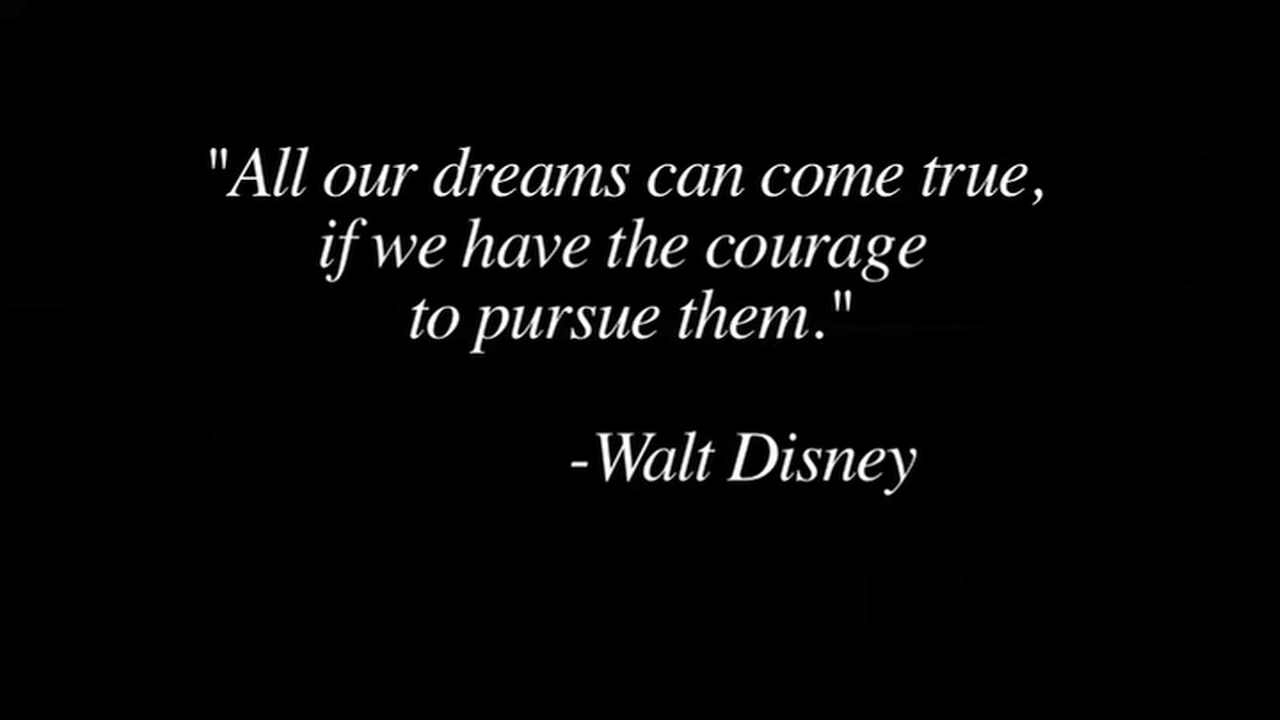 "All our dreams can come true,
if we have the courage
to pursue them."
-Walt Disney